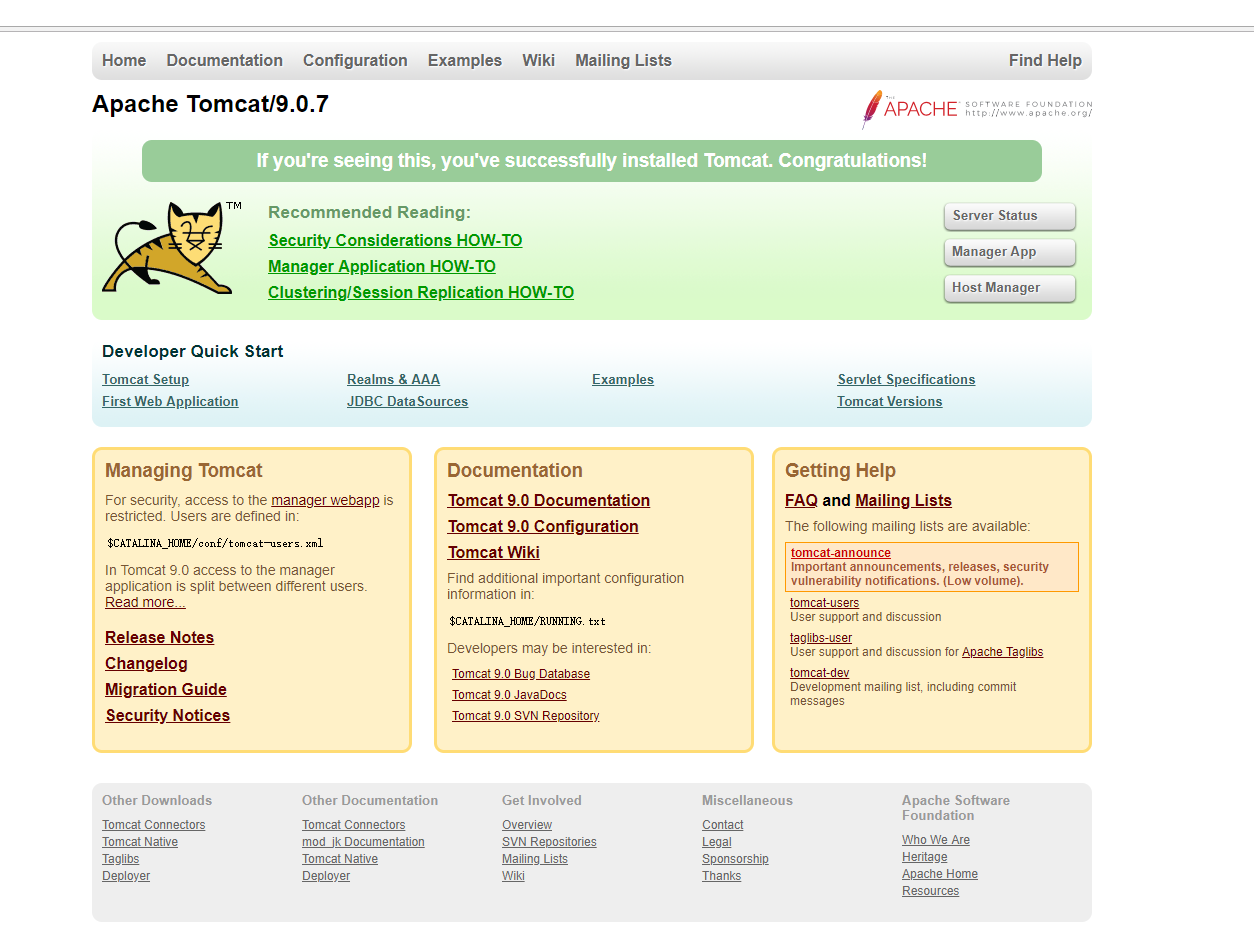 Home Documentation Configuration Examples Wiki Mailing Lists Find Help
Apache Tomcat/9.0.7
THE
APACHE™ SOFTWARE FOUNDATION
http://www.apache.org/
If you're seeing this, you've successfully installed Tomcat. Congratulations!
TM
Recommended Reading:
Security Considerations HOW-TO
Manager Application HOW-TO
Clustering/Session Replication HOW-TO
Server Status
Manager App
Host Manager
Developer Quick Start
Tomcat Setup
First Web Application
Realms & AAA
JDBC DataSources
Examples
Servlet Specifications
Tomcat Versions
Managing Tomcat
For security, access to the manager webapp is
restricted. Users are defined in:
$CATALINA_HOME/conf/tomcat-users.xml
In Tomcat 9.0 access to the manager
application is split between different users.
Read more...
Release Notes
Changelog
Migration Guide
Security Notices
Documentation
Tomcat 9.0 Documentation
Tomcat 9.0 Configuration
Tomcat Wiki
Find additional important configuration
information in:
$CATALINA_HOME/RUNNING.txt
Developers may be interested in:
Tomcat 9.0 Bug Database
Tomcat 9.0 JavaDocs
Tomcat 9.0 SVN Repository
Getting Help
FAQ and Mailing Lists
The following mailing lists are available:
tomcat-announce
Important announcements, releases, security
vulnerability notifications. (Low volume).
tomcat-users
User support and discussion
taglibs-user
User support and discussion for Apache Taglibs
tomcat-dev
Development mailing list, including commit
messages
Other Downloads
Tomcat Connectors
Tomcat Native
Taglibs
Deployer
Other Documentation
Tomcat Connectors
mod_jk Documentation
Tomcat Native
Deployer
Get Involved
Overview
SVN Repositories
Mailing Lists
Wiki
Miscellaneous
Contact
Legal
Sponsorship
Thanks
Apache Software
Foundation
Who We Are
Heritage
Apache Home
Resources